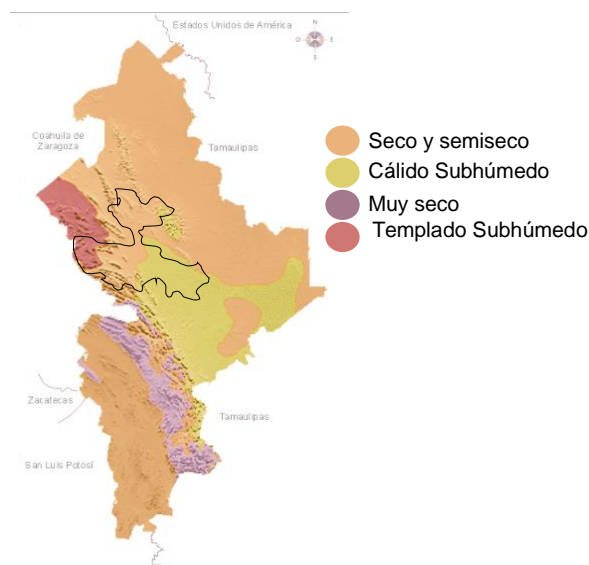 Estados Unidos de América
N
O
E
S
Coahuila de
Zaragoza
Tamaulipas
Seco y semiseco
Cálido Subhúmedo
Muy seco
Templado Subhúmedo
Zacatecas
Tamaulipas
San Luis Potosí